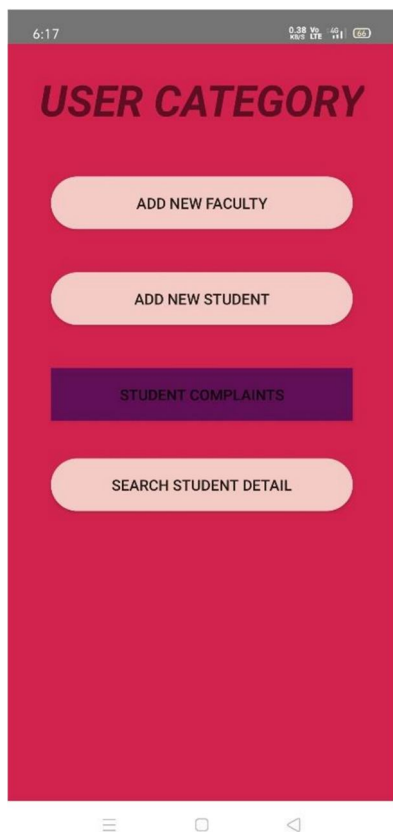 6:17 0.38 KB/S Vo LTE 4G 66
USER CATEGORY
ADD NEW FACULTY
ADD NEW STUDENT
STUDENT COMPLAINTS
SEARCH STUDENT DETAIL